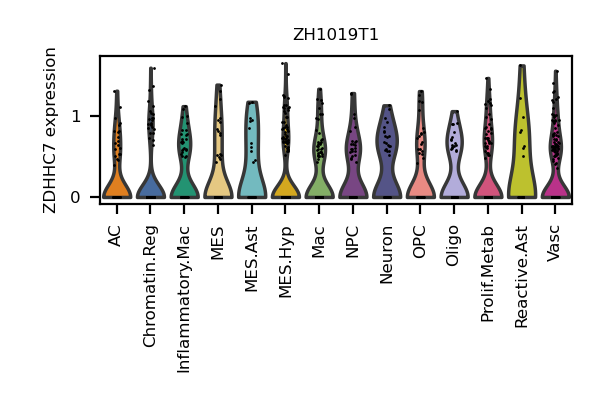 ZH1019T1
ZDHHC7 expression
1
0
AC
Chromatin.Reg
Inflammatory.Mac
MES
MES.Ast
MES.Hyp
Mac
NPC
Neuron
OPC
Oligo
Prolif.Metab
Reactive.Ast
Vasc